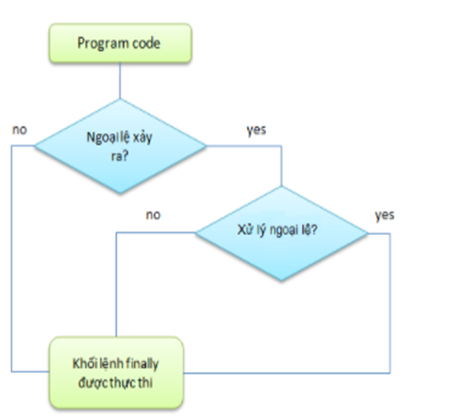 Program code
no
yes
Ngoại lệ xảy
ra?
no
yes
Xử lý ngoại lệ?
Khối lệnh finally
được thực thi